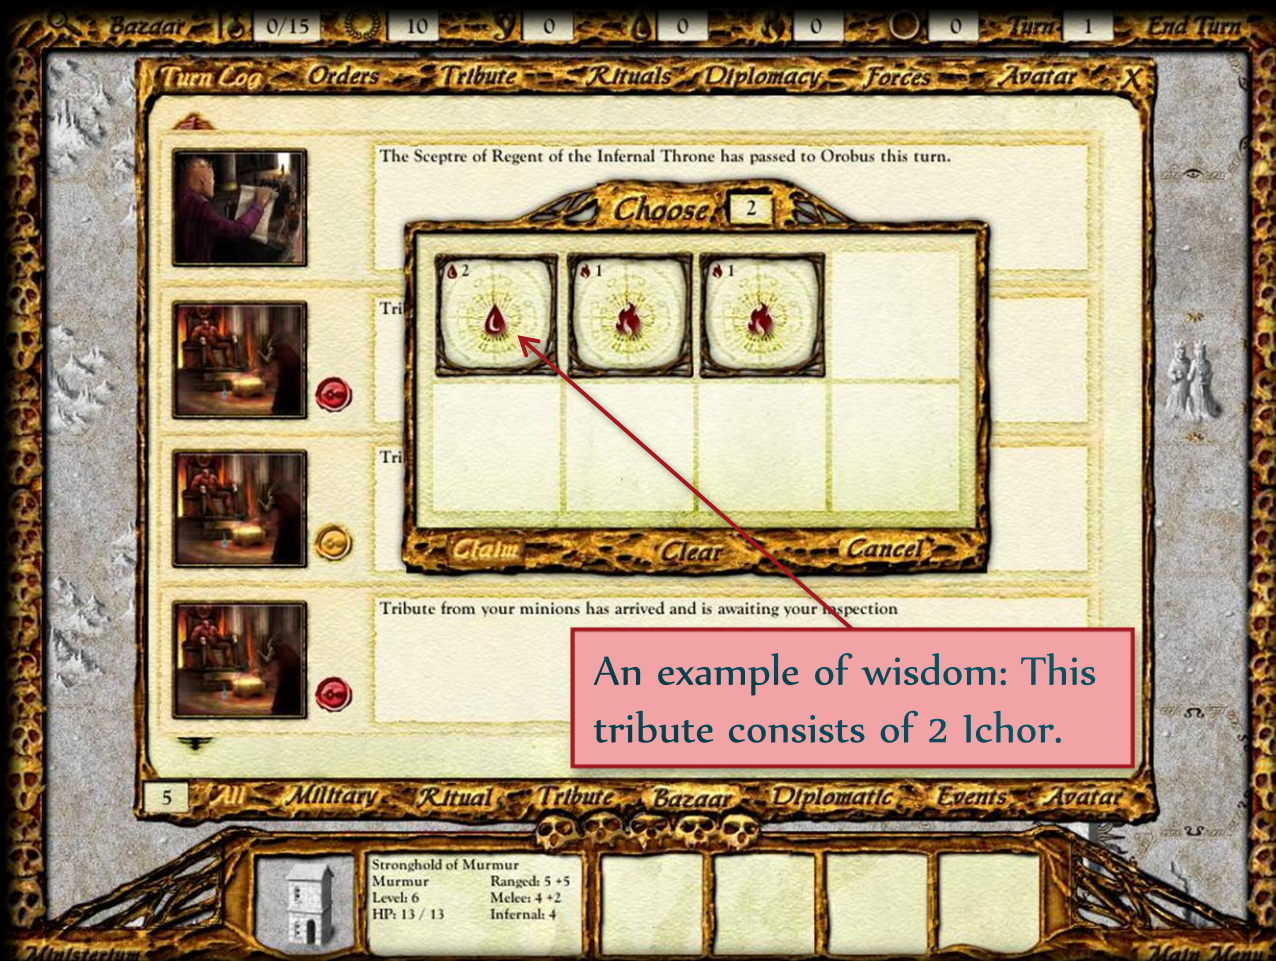 Bazaar 0/15 10 0 0 0 0 Turn 1 End Turn
Turn Log Orders Tribute Rituals Diplomacy Forces Avatar X
The Sceptre of Regent of the Infernal Throne has passed to Orobus this turn.
Choose 2
2 1 1
Tri
Tri
Claim Clear Cancel
Tribute from your minions has arrived and is awaiting your inspection
An example of wisdom: This
tribute consists of 2 Ichor.
5 All Military Ritual Tribute Bazaar Diplomatic Events Avatar
Stronghold of Murmur
Murmur Ranged: 5 +5
Level: 6 Melee: 4 +2
HP: 13 / 13 Infernal: 4
Ministerium Main Menu